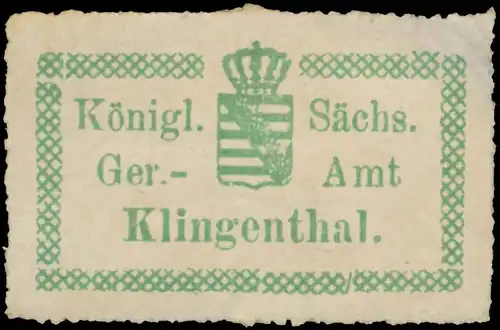 Königl. Sächs.
Ger.- Amt
Klingenthal.